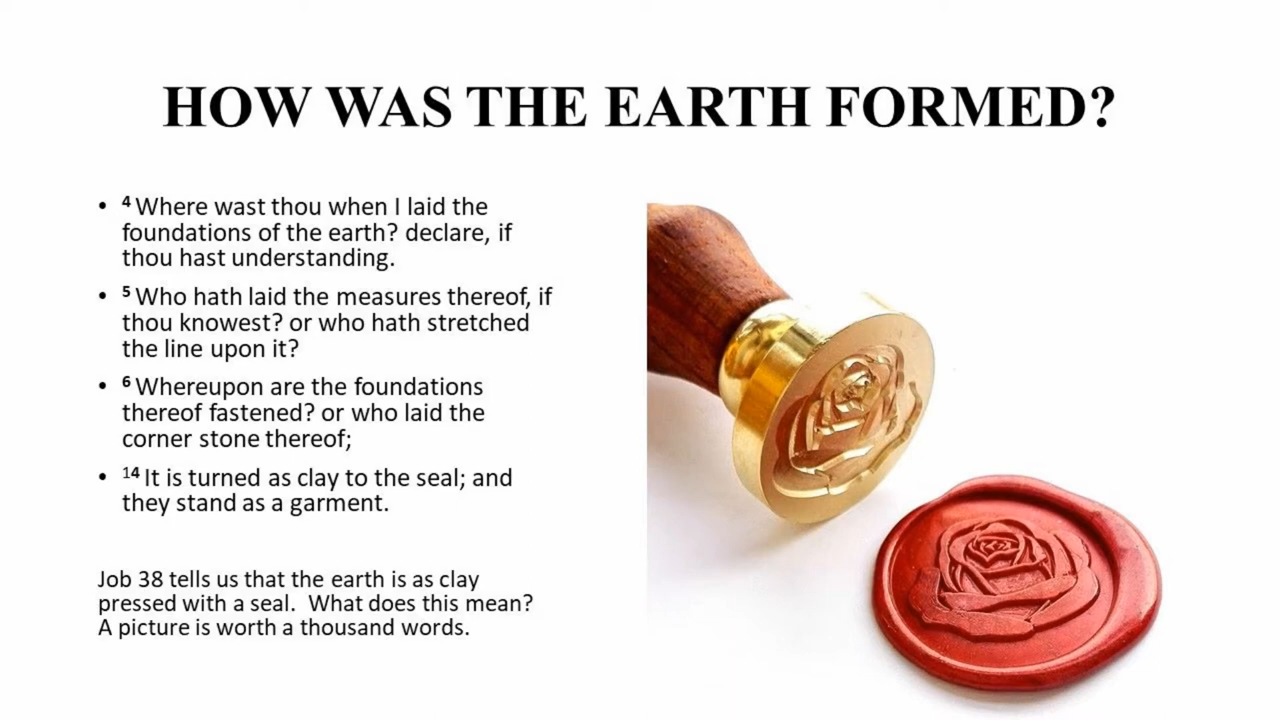 HOW WAS THE EARTH FORMED?
• ⁴ Where wast thou when I laid the
foundations of the earth? declare, if
thou hast understanding.
• ⁵ Who hath laid the measures thereof, if
thou knowest? or who hath stretched
the line upon it?
• ⁶ Whereupon are the foundations
thereof fastened? or who laid the
corner stone thereof;
• ¹⁴ It is turned as clay to the seal; and
they stand as a garment.
Job 38 tells us that the earth is as clay
pressed with a seal.  What does this mean?
A picture is worth a thousand words.